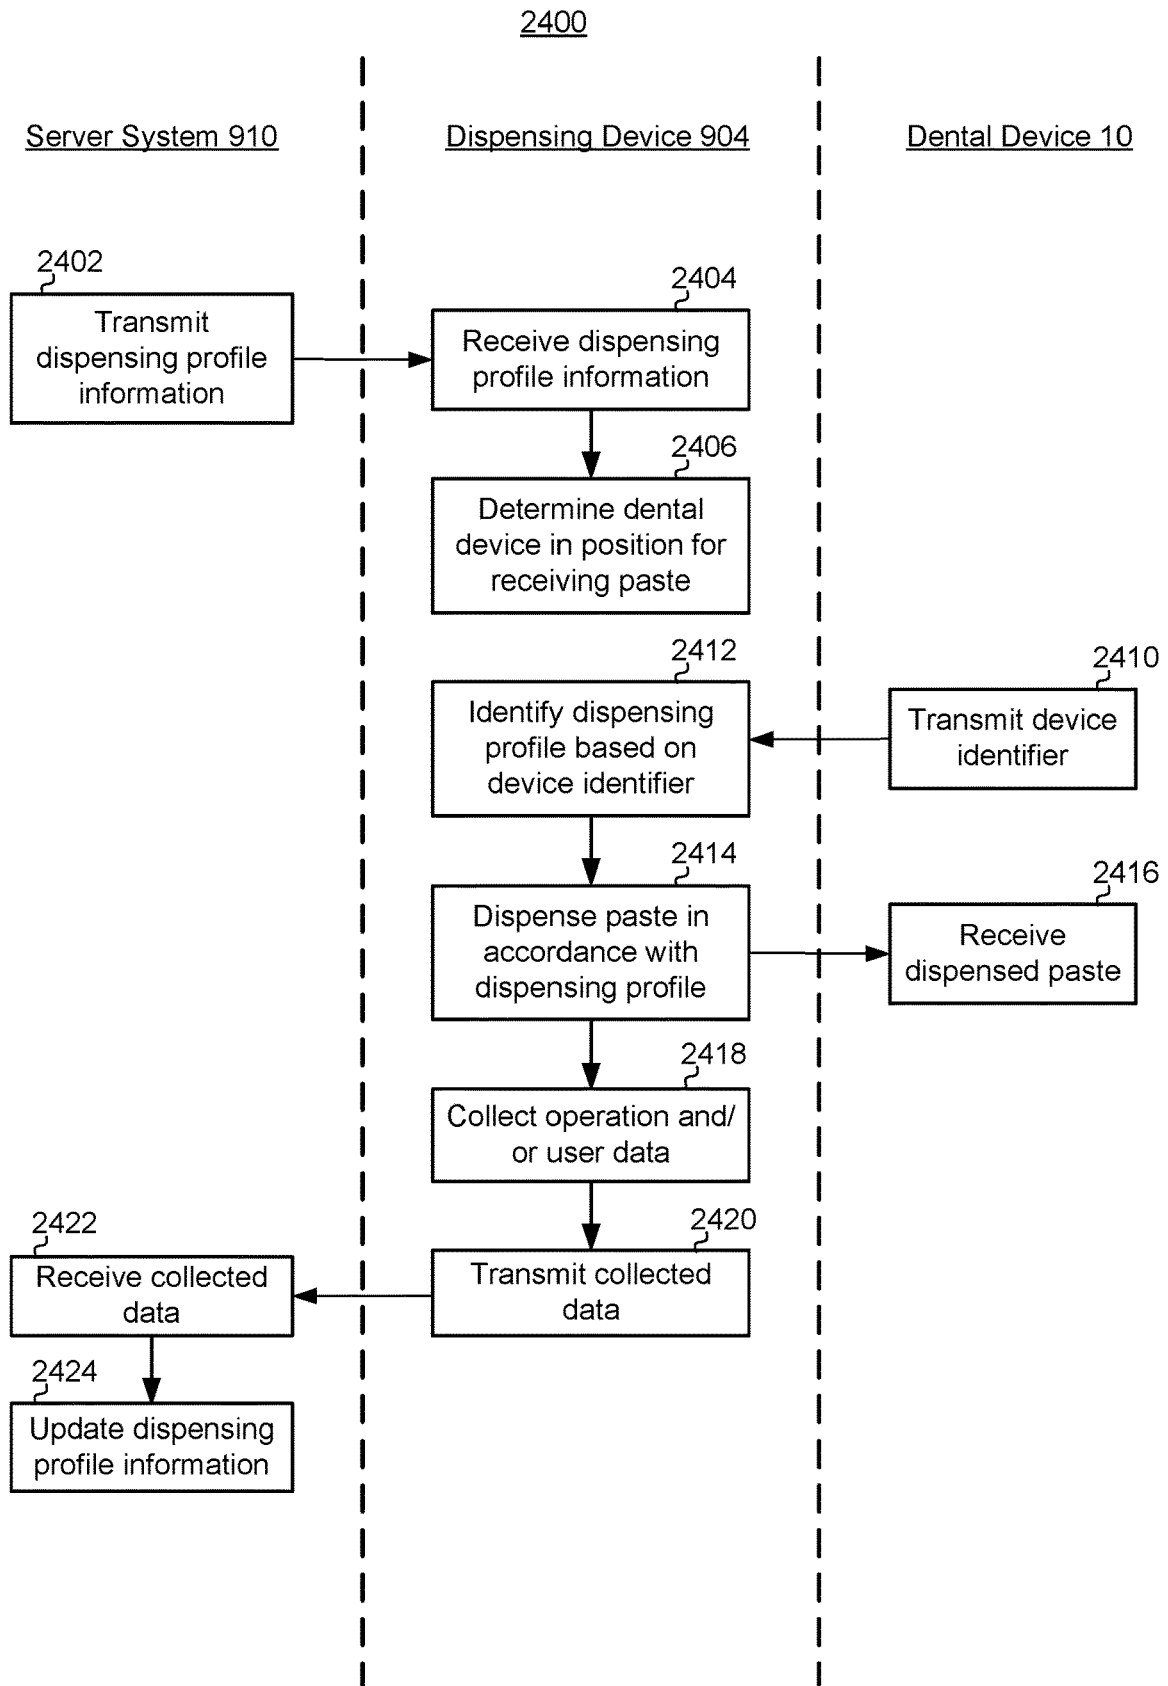 2400
Server System 910
Dispensing Device 904
Dental Device 10
2402
Transmit
dispensing profile
information
2404
Receive dispensing
profile information
2406
Determine dental
device in position for
receiving paste
2412
Identify dispensing
profile based on
device identifier
2410
Transmit device
identifier
2414
Dispense paste in
accordance with
dispensing profile
2416
Receive
dispensed paste
2418
Collect operation and/
or user data
2420
Transmit collected
data
2422
Receive collected
data
2424
Update dispensing
profile information